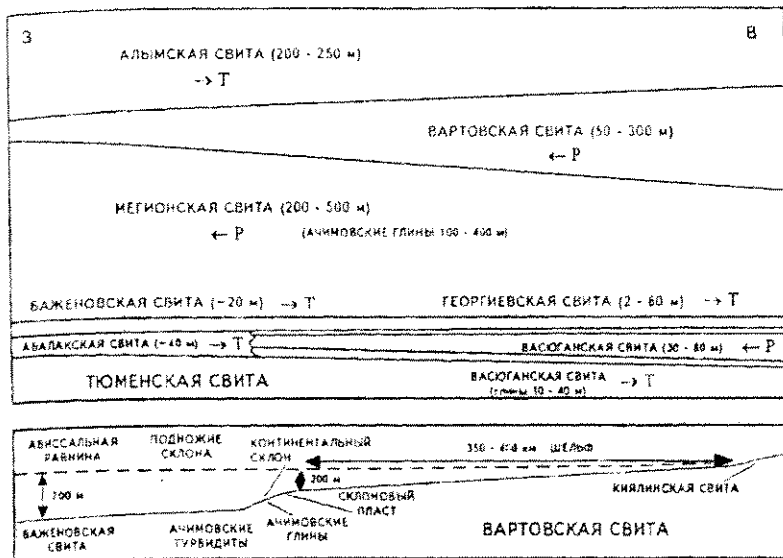 З
В
АЛЫМСКАЯ СВИТА (200 - 250 м)
→ Т
ВАРТОВСКАЯ СВИТА (50 - 300 м)
← Р
МЕГИОНСКАЯ СВИТА (200 - 500 м)
← Р
(АЧИМОВСКИЕ ГЛИНЫ 100 - 400 м)
БАЖЕНОВСКАЯ СВИТА (~20 м) → Т
ГЕОРГИЕВСКАЯ СВИТА (2 - 60 м) → Т
АБАЛАКСКАЯ СВИТА (~40 м) → Т
ВАСЮГАНСКАЯ СВИТА (30 - 80 м) ← Р
ТЮМЕНСКАЯ СВИТА
ВАСЮГАНСКАЯ СВИТА → Т
(глины 10 - 40 м)
АБИССАЛЬНАЯ РАВНИНА
ПОДНОЖИЕ СКЛОНА
КОНТИНЕНТАЛЬНЫЙ СКЛОН
км ШЕЛЬФ
700 м
200 м
СКЛОНОВЫЙ ПЛАСТ
КИЯЛИНСКАЯ СВИТА
БАЖЕНОВСКАЯ СВИТА
АЧИМОВСКИЕ ТУРБИДИТЫ
АЧИМОВСКИЕ ГЛИНЫ
ВАРТОВСКАЯ СВИТА